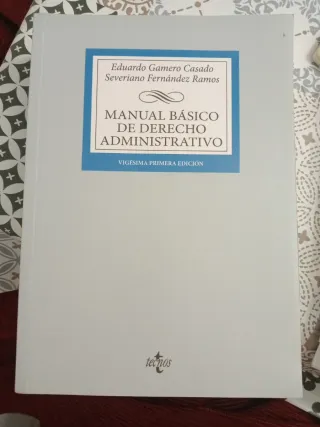 Eduardo Gamero Casado
Severiano Fernández Ramos
MANUAL BÁSICO
DE DERECHO
ADMINISTRATIVO
VIGÉSIMA PRIMERA EDICIÓN
tecnos